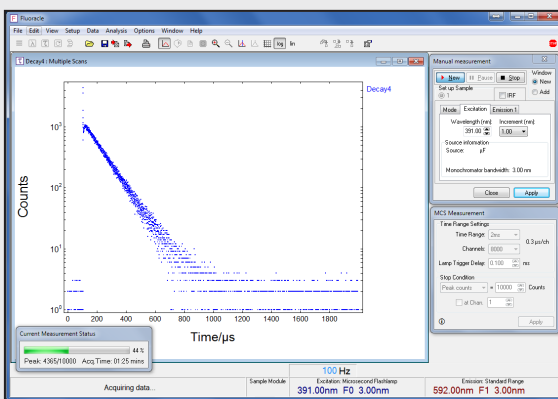 Fluoracle
File Edit View Setup Data Analysis Options Window Help
log lin
Decay4 : Multiple Scans
Decay4
Counts
10³
10²
10¹
10⁰
0 200 400 600 800 1000 1200 1400 1600 1800
Time/µs
Manual measurement
New Pause Stop
Window
New
Add
Set up Sample
1
IRF
Mode Excitation Emission 1
Wavelength (nm) Increment (nm)
391.00 1.00
Source information
Source: µF
Monochromator bandwidth: 3.00 nm
Close Apply
MCS Measurement
Time Range Settings
Time Range: 2ms
0.3 µs/ch
Channels: 8000
Lamp Trigger Delay: 0.100 ms
Stop Condition
Peak counts = 10000 Counts
at Chan. 1
Apply
Current Measurement Status
44 %
Peak: 4365/10000 Acq.Time: 01:25 mins
Acquiring data...
Sample Module
100 Hz
Excitation: Microsecond Flashlamp
391.00nm F0 3.00nm
Emission: Standard Range
592.00nm F1 3.00nm